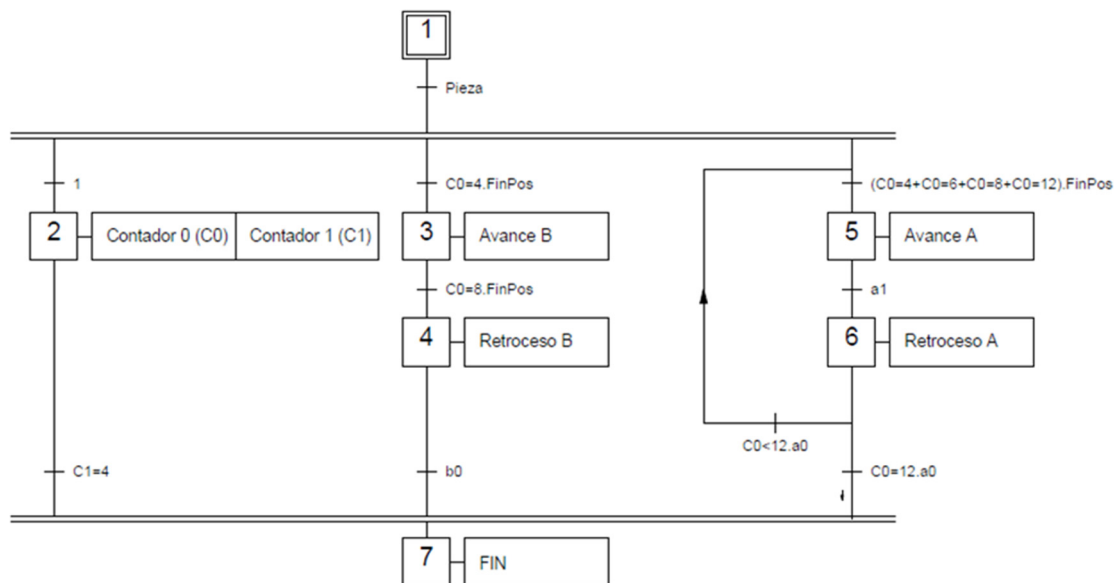 1
Pieza
1
C0=4.FinPos
(C0=4+C0=6+C0=8+C0=12).FinPos
2
Contador 0 (C0)
Contador 1 (C1)
3
Avance B
5
Avance A
C0=8.FinPos
a1
4
Retroceso B
6
Retroceso A
C0<12.a0
C1=4
b0
C0=12.a0
7
FIN